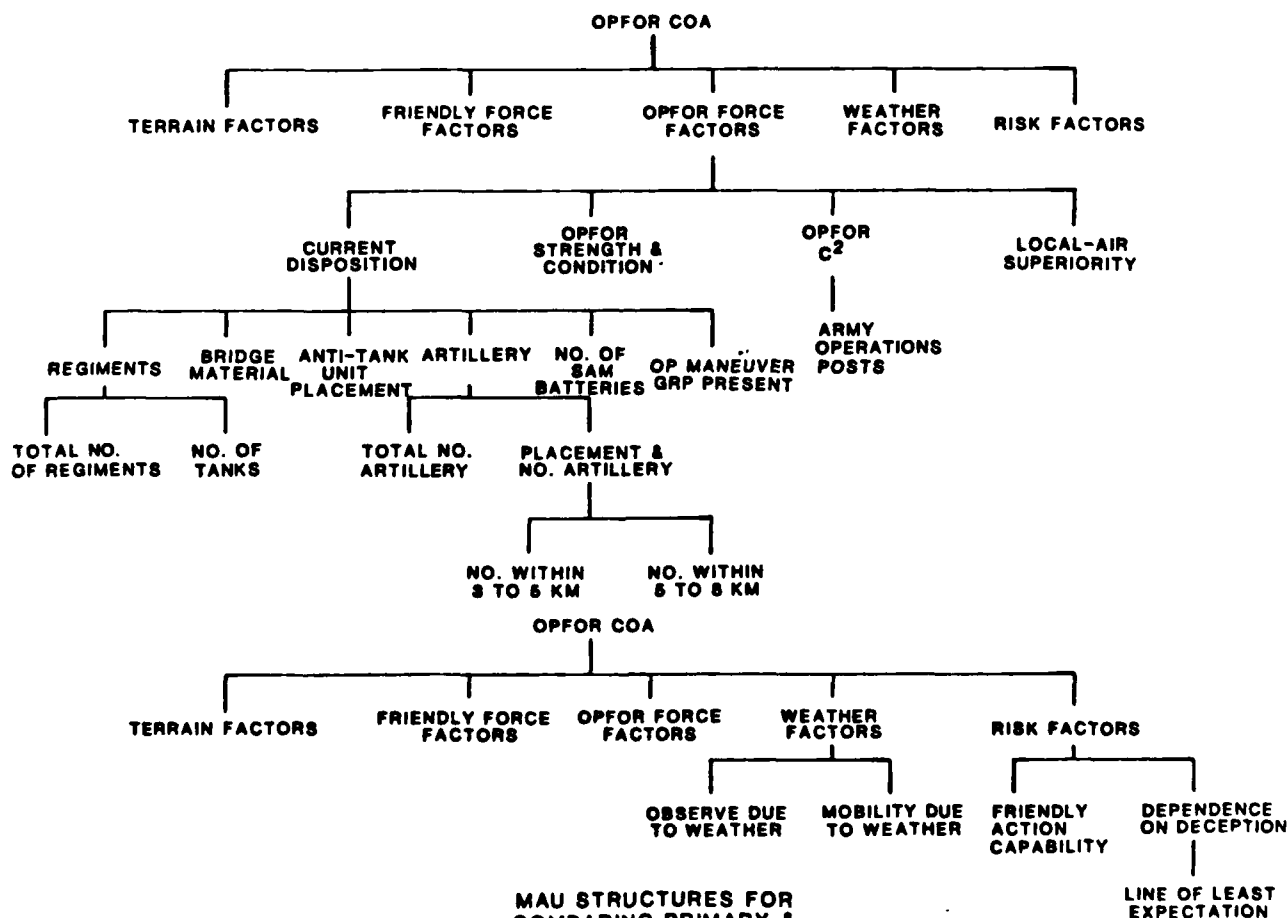 OPFOR COA
TERRAIN FACTORS
FRIENDLY FORCE
FACTORS
OPFOR FORCE
FACTORS
WEATHER
FACTORS
RISK FACTORS
CURRENT
DISPOSITION
OPFOR
STRENGTH &
CONDITION
OPFOR
C²
LOCAL-AIR
SUPERIORITY
REGIMENTS
BRIDGE
MATERIAL
ANTI-TANK
UNIT
PLACEMENT
ARTILLERY
NO. OF
SAM
BATTERIES
OP MANEUVER
GRP PRESENT
ARMY
OPERATIONS
POSTS
TOTAL NO.
OF REGIMENTS
NO. OF
TANKS
TOTAL NO.
ARTILLERY
PLACEMENT &
NO. ARTILLERY
NO. WITHIN
3 TO 5 KM
NO. WITHIN
5 TO 8 KM
OPFOR COA
TERRAIN FACTORS
FRIENDLY FORCE
FACTORS
OPFOR FORCE
FACTORS
WEATHER
FACTORS
RISK FACTORS
OBSERVE DUE
TO WEATHER
MOBILITY DUE
TO WEATHER
FRIENDLY
ACTION
CAPABILITY
DEPENDENCE
ON DECEPTION
LINE OF LEAST
EXPECTATION
MAU STRUCTURES FOR
COMPARING PRIMARY &